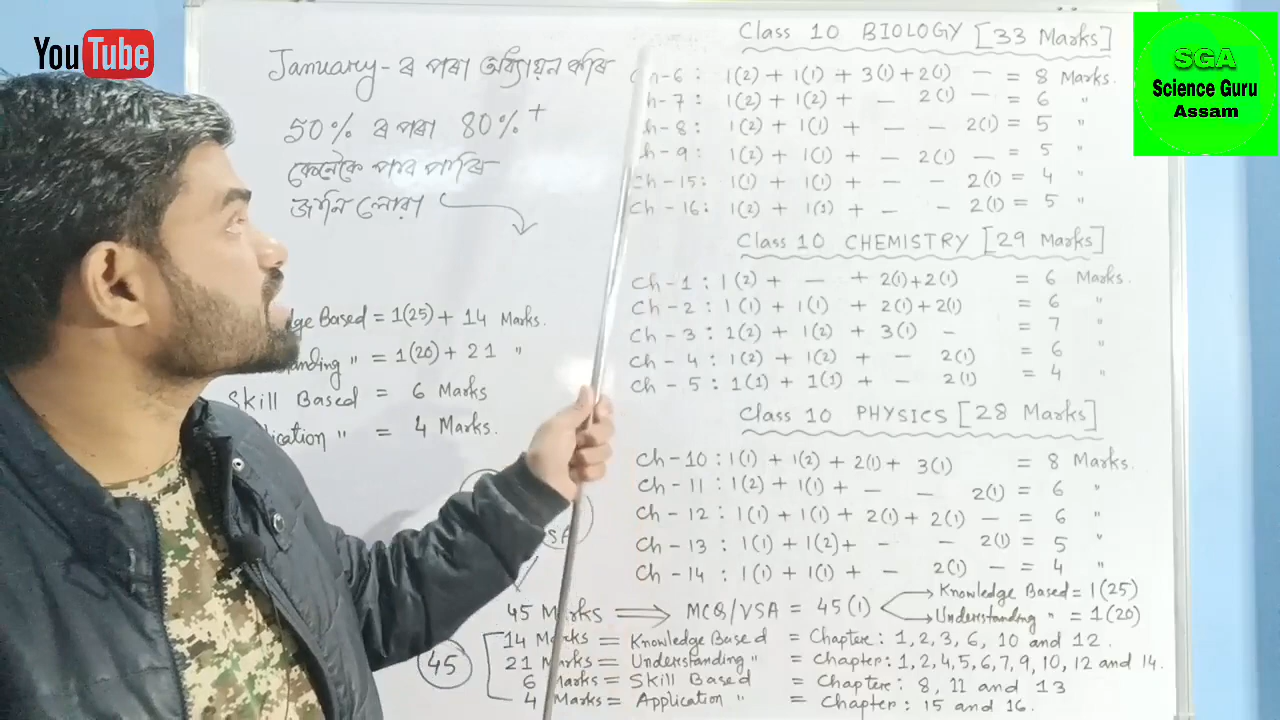 YouTube
SGA
Science Guru
Assam
January-ৰ পৰা অধ্যয়ন কৰি
50% ৰ পৰা 80%+
কেনেকৈ পাব পাৰি
জানি লোৱা
dge Based = 1(25) + 14 Marks.
anding " = 1(20) + 21 "
Skill Based = 6 Marks
lication " = 4 Marks.
Class 10 BIOLOGY [33 Marks]
Ch-6 : 1(2) + 1(1) + 3(1) + 2(1) — = 8 Marks.
h-7 : 1(2) + 1(2) + — 2(1) — = 6 "
h-8 : 1(2) + 1(1) + — — 2(1) = 5 "
h-9 : 1(2) + 1(1) + — 2(1) — = 5 "
Ch-15 : 1(1) + 1(1) + — — 2(1) = 4 "
Ch-16 : 1(2) + 1(1) + — — 2(1) = 5 "
Class 10 CHEMISTRY [29 Marks]
Ch-1 : 1(2) + — + 2(1) + 2(1) = 6 Marks.
Ch-2 : 1(1) + 1(1) + 2(1) + 2(1) = 6 "
Ch-3 : 2(2) + 1(2) + 3(1) - = 7 "
Ch-4 : 1(2) + 1(2) + — 2(1) = 6 "
Ch-5 : 1(1) + 1(1) + — 2(1) = 4 "
Class 10 PHYSICS [28 Marks]
Ch-10 : 1(1) + 1(2) + 2(1) + 3(1) = 8 Marks.
Ch-11 : 1(2) + 1(1) + — — 2(1) = 6 "
Ch-12 : 1(1) + 1(1) + 2(1) + 2(1) — = 6 "
Ch-13 : 1(1) + 1(2) + — — 2(1) = 5 "
Ch-14 : 1(1) + 1(1) + — 2(1) — = 4 "
45 Marks ⟹ MCQ/VSA = 45(1)
Knowledge Based = 1(25)
Understanding " = 1(20)
45
14 Marks = Knowledge Based = Chapter: 1, 2, 3, 6, 10 and 12.
21 Marks = Understanding " = Chapter: 1, 2, 4, 5, 6, 7, 9, 10, 12 and 14.
6 Marks = Skill Based = Chapter: 8, 11 and 13
4 Marks = Application " = Chapter: 15 and 16.